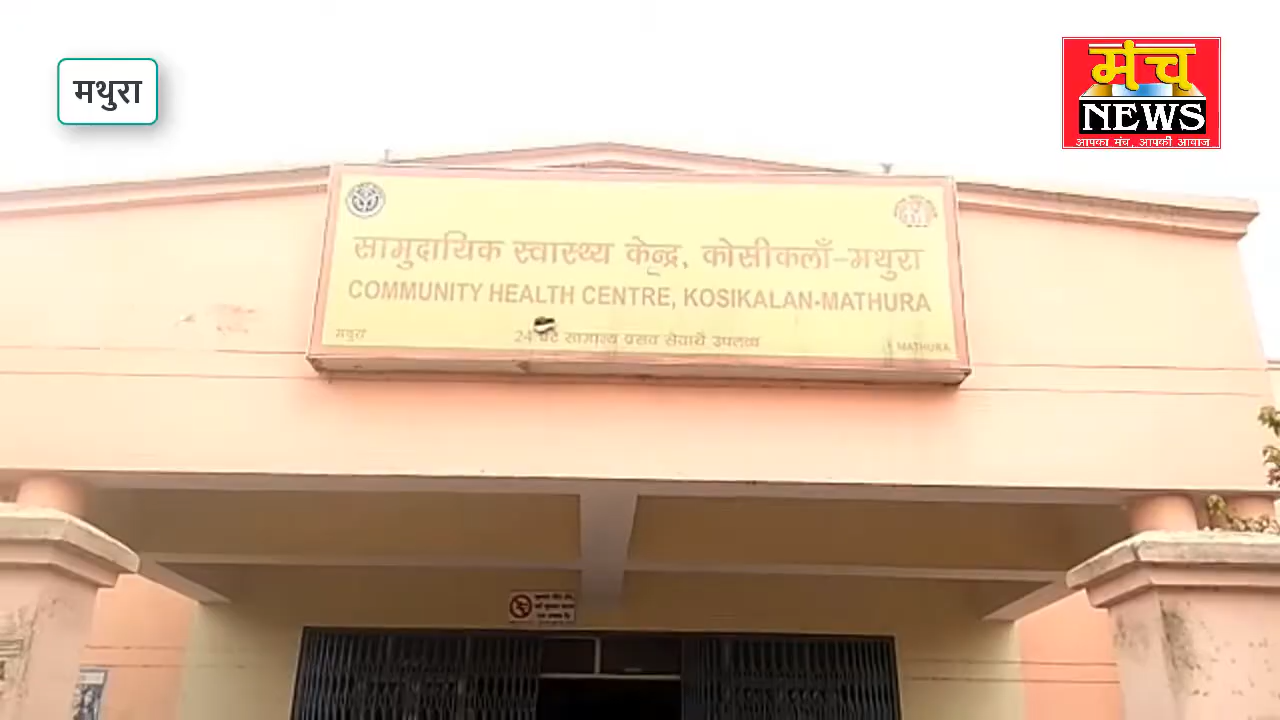 मथुरा
मंच
NEWS
आपका मंच, आपकी आवाज
सामुदायिक स्वास्थ्य केन्द्र, कोसीकलाँ-मथुरा
COMMUNITY HEALTH CENTRE, KOSIKALAN-MATHURA
मथुरा
24 घंटे सामान्य प्रसव सेवायें उपलब्ध
MATHURA